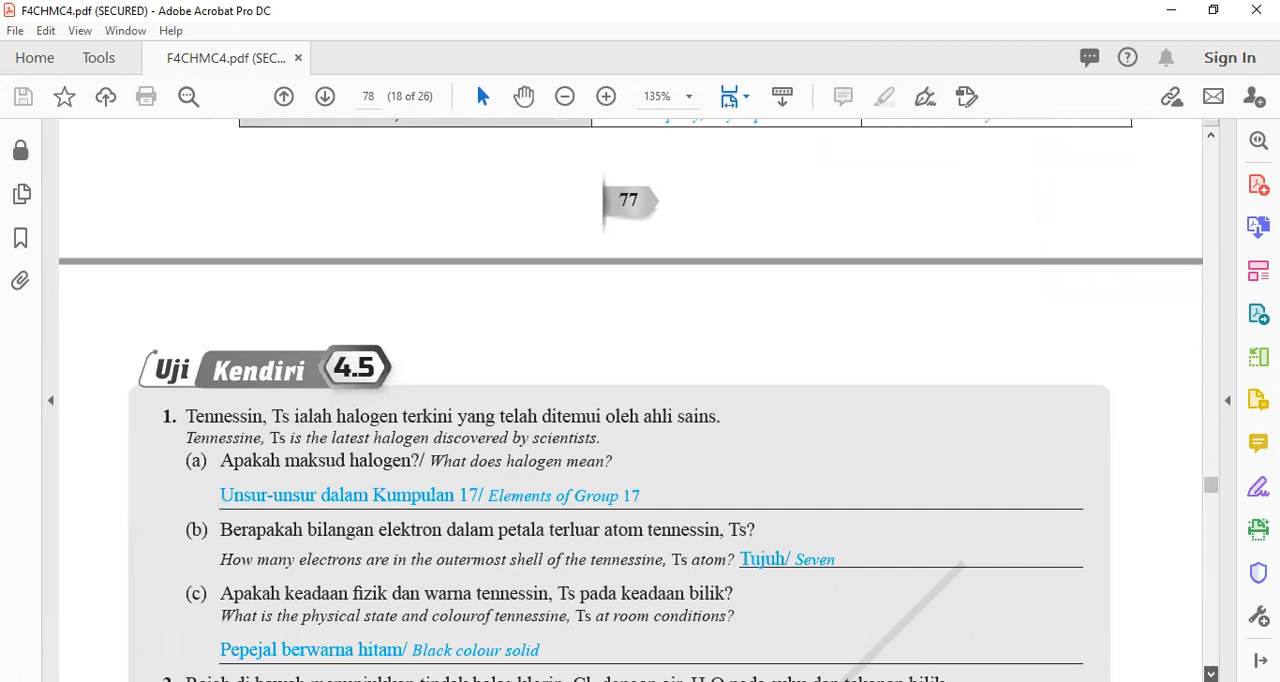 F4CHMC4.pdf (SECURED) - Adobe Acrobat Pro DC
File Edit View Window Help
Home Tools F4CHMC4.pdf (SEC... × Sign In
78 (18 of 26) 135%
77
Uji Kendiri 4.5
1. Tennessin, Ts ialah halogen terkini yang telah ditemui oleh ahli sains.
Tennessine, Ts is the latest halogen discovered by scientists.
(a) Apakah maksud halogen?/ What does halogen mean?
Unsur-unsur dalam Kumpulan 17/ Elements of Group 17
(b) Berapakah bilangan elektron dalam petala terluar atom tennessin, Ts?
How many electrons are in the outermost shell of the tennessine, Ts atom? Tujuh/ Seven
(c) Apakah keadaan fizik dan warna tennessin, Ts pada keadaan bilik?
What is the physical state and colourof tennessine, Ts at room conditions?
Pepejal berwarna hitam/ Black colour solid